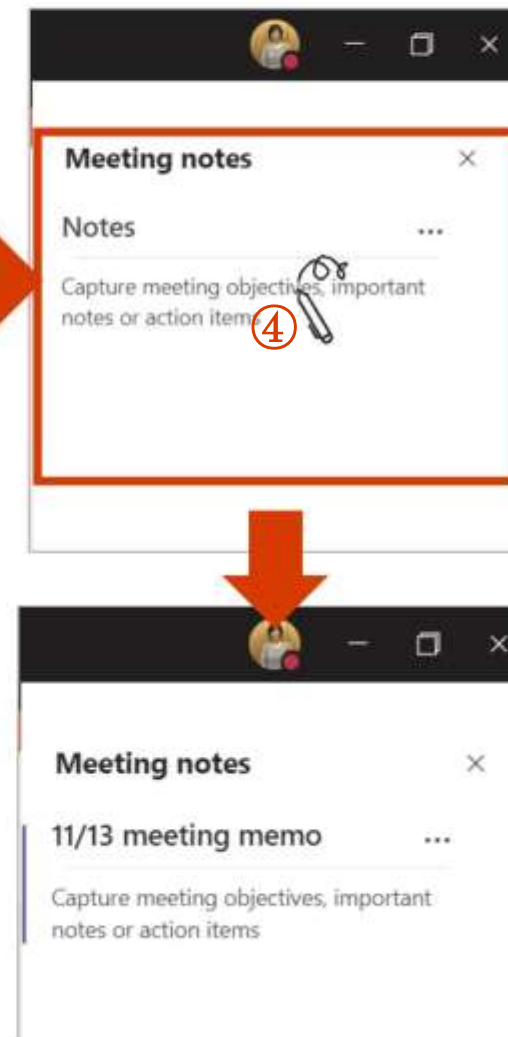 Meeting notes
Notes
...
Capture meeting objectives, important
notes or action items
④
Meeting notes
11/13 meeting memo
...
Capture meeting objectives, important
notes or action items